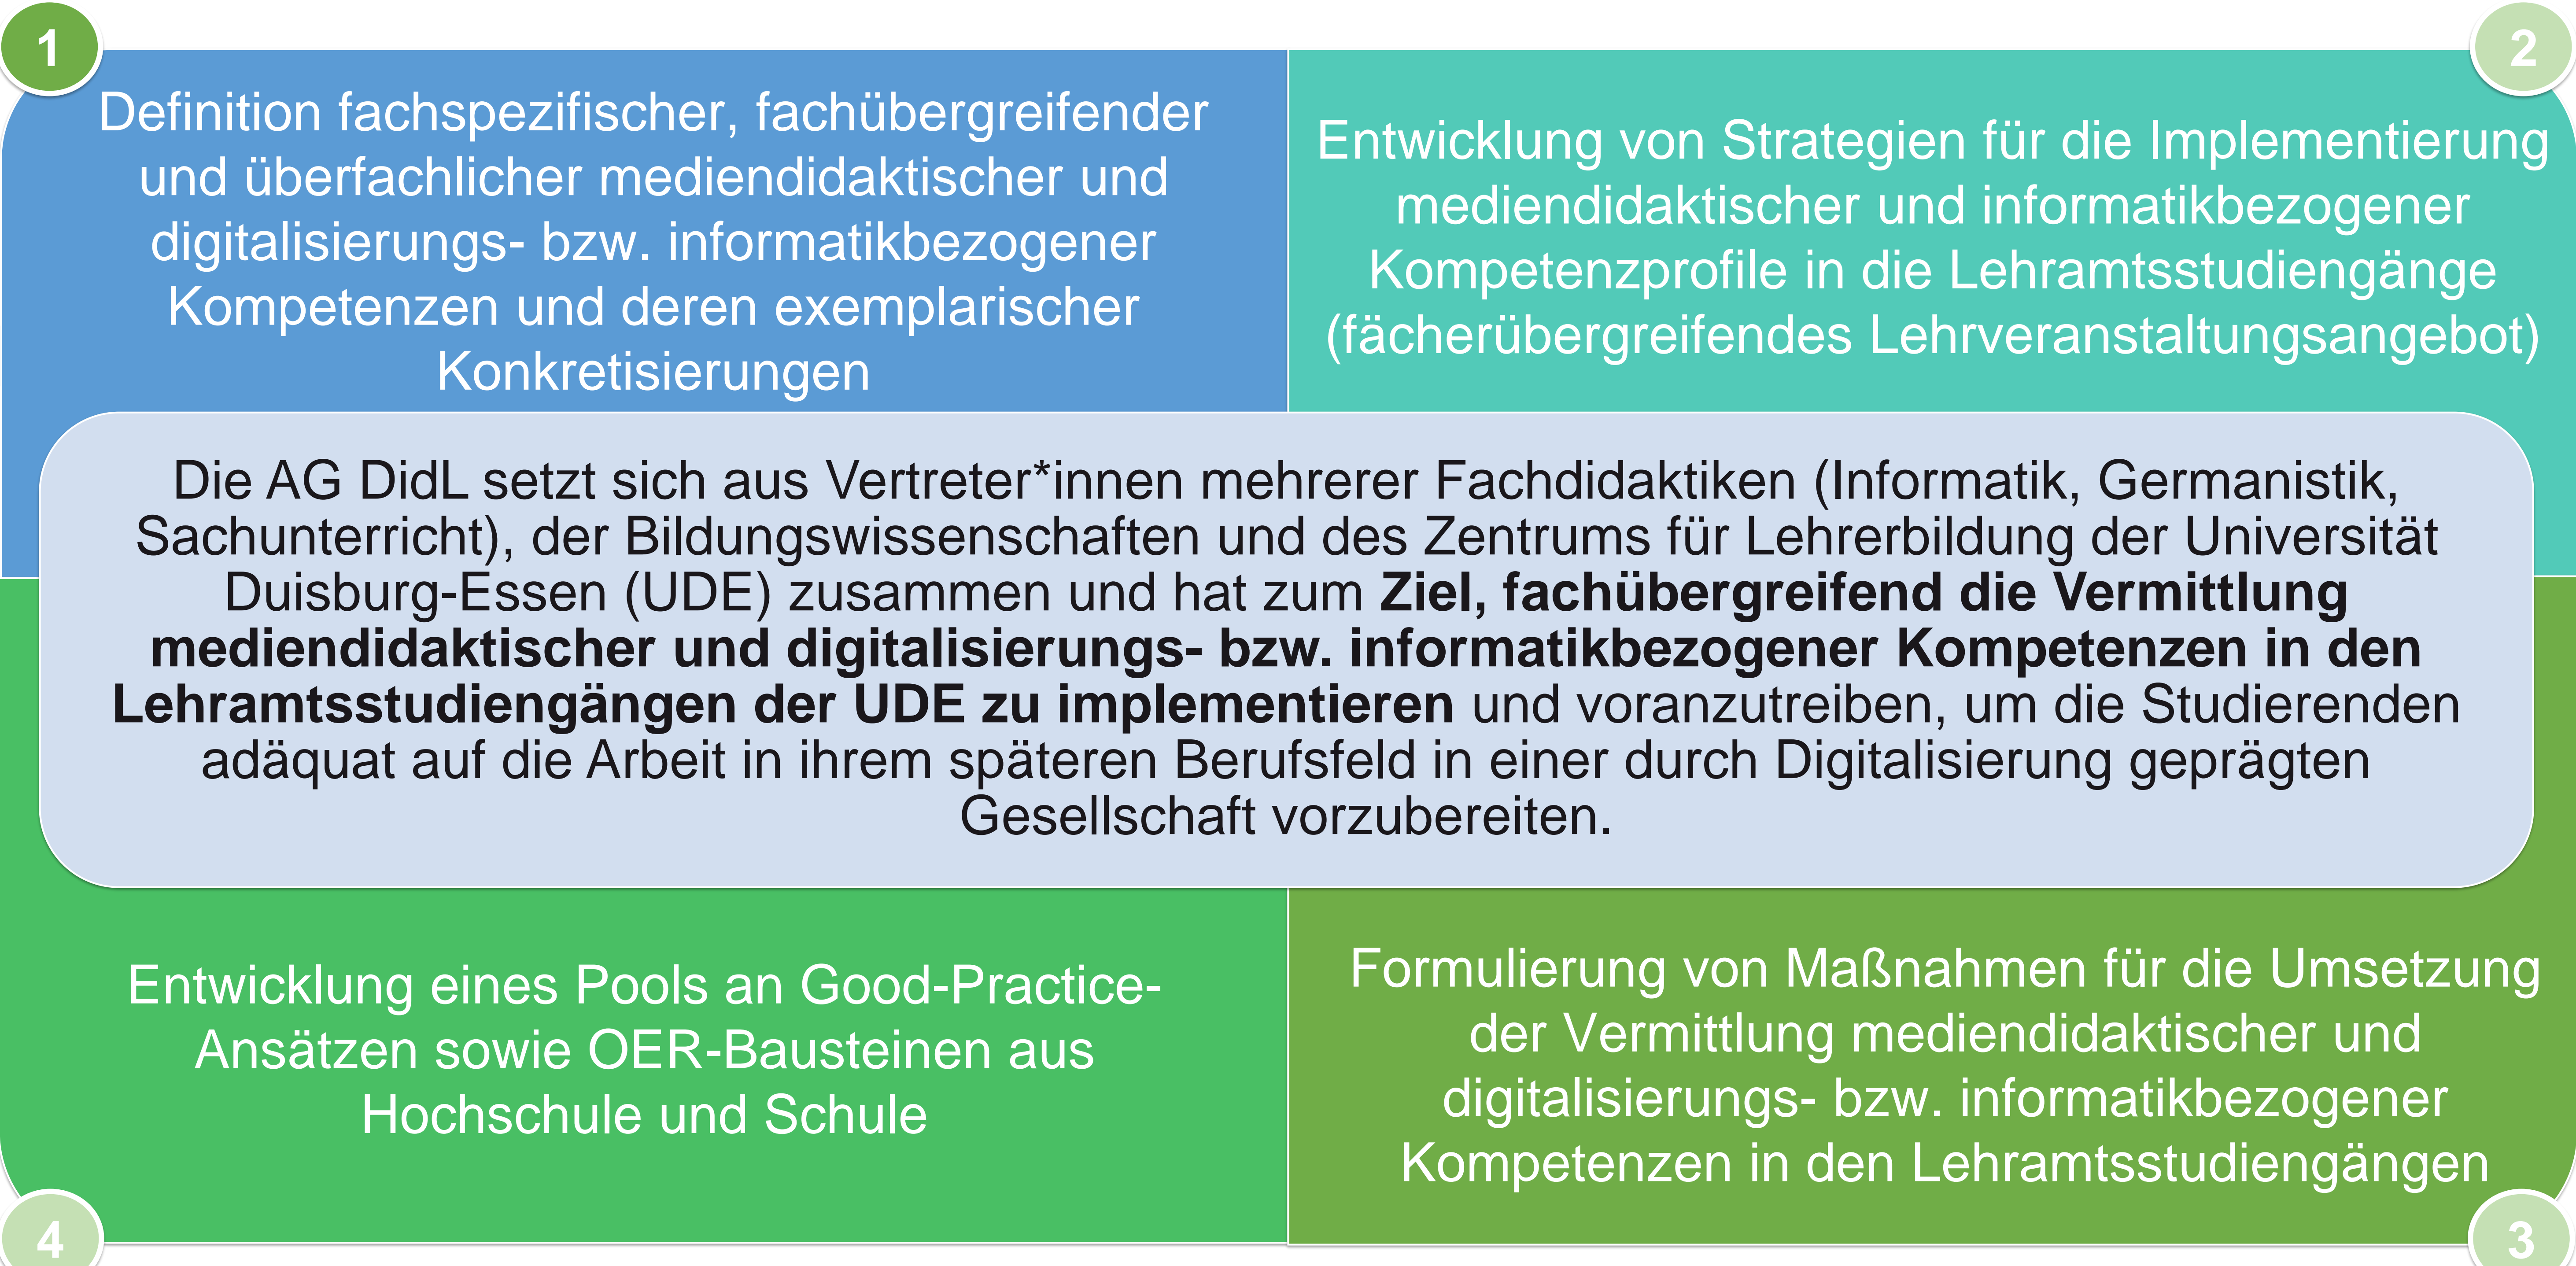 1
Definition fachspezifischer, fachübergreifender
und überfachlicher mediendidaktischer und
digitalisierungs- bzw. informatikbezogener
Kompetenzen und deren exemplarischer
Konkretisierungen
2
Entwicklung von Strategien für die Implementierung
mediendidaktischer und informatikbezogener
Kompetenzprofile in die Lehramtsstudiengänge
(fächerübergreifendes Lehrveranstaltungsangebot)
Die AG DidL setzt sich aus Vertreter*innen mehrerer Fachdidaktiken (Informatik, Germanistik,
Sachunterricht), der Bildungswissenschaften und des Zentrums für Lehrerbildung der Universität
Duisburg-Essen (UDE) zusammen und hat zum Ziel, fachübergreifend die Vermittlung
mediendidaktischer und digitalisierungs- bzw. informatikbezogener Kompetenzen in den
Lehramtsstudiengängen der UDE zu implementieren und voranzutreiben, um die Studierenden
adäquat auf die Arbeit in ihrem späteren Berufsfeld in einer durch Digitalisierung geprägten
Gesellschaft vorzubereiten.
Formulierung von Maßnahmen für die Umsetzung
der Vermittlung mediendidaktischer und
digitalisierungs- bzw. informatikbezogener
Kompetenzen in den Lehramtsstudiengängen
3
Entwicklung eines Pools an Good-Practice-
Ansätzen sowie OER-Bausteinen aus
Hochschule und Schule
4